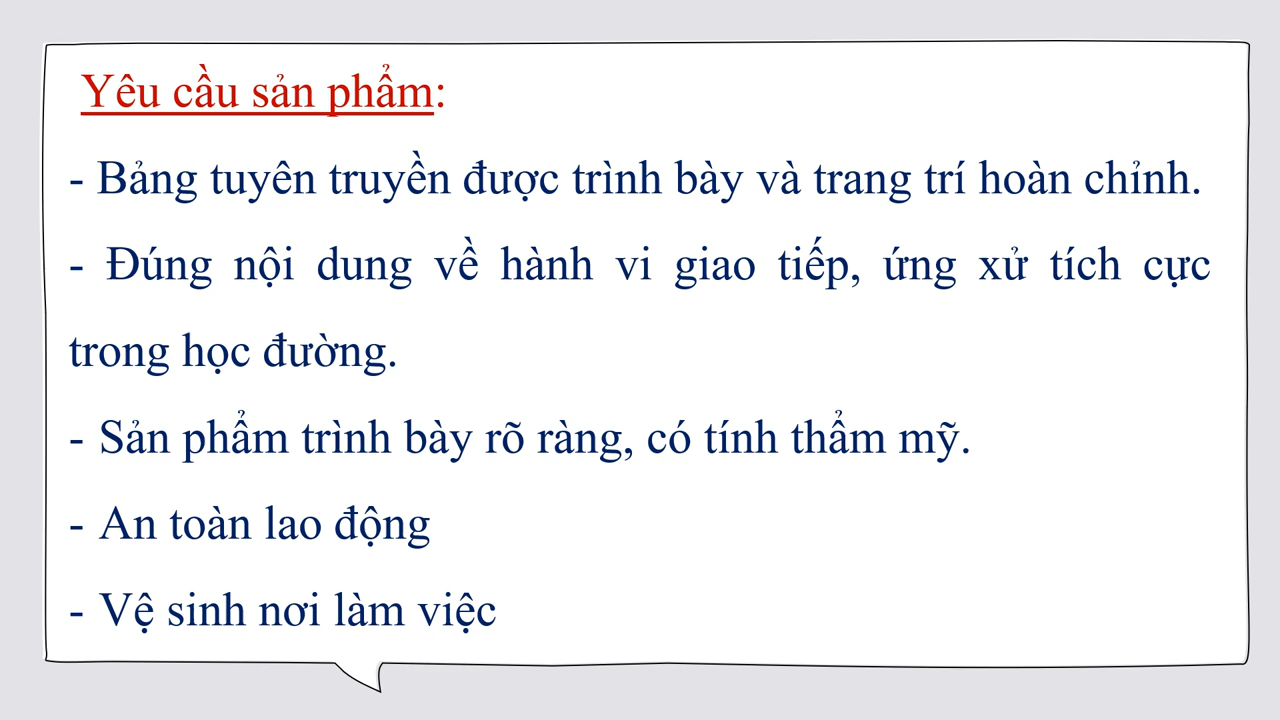 Yêu cầu sản phẩm:
- Bảng tuyên truyền được trình bày và trang trí hoàn chỉnh.
- Đúng nội dung về hành vi giao tiếp, ứng xử tích cực
trong học đường.
- Sản phẩm trình bày rõ ràng, có tính thẩm mỹ.
- An toàn lao động
- Vệ sinh nơi làm việc